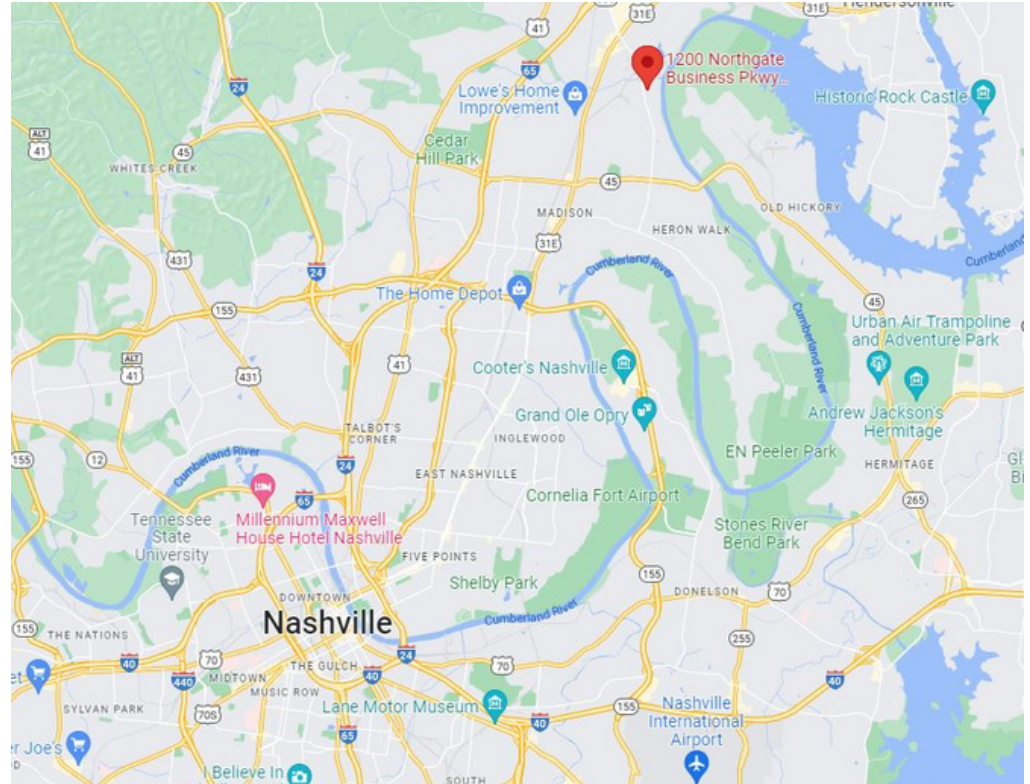 Hendersonville
31E
31E
41
65
1200 Northgate
Business Pkwy...
24
Lowe's Home
Improvement
Historic Rock Castle
ALT
41
Cedar
Hill Park
45
WHITES CREEK
45
OLD HICKORY
MADISON
HERON WALK
31E
431
Cumberland River
Cumberland
24
The Home Depot
45
155
Urban Air Trampoline
and Adventure Park
Cumberland River
ALT
41
431
41
Cooter's Nashville
Grand Ole Opry
Andrew Jackson's
Hermitage
TALBOT'S
CORNER
INGLEWOOD
EN Peeler Park
155
12
Cumberland River
24
EAST NASHVILLE
HERMITAGE
65
Cornelia Fort Airport
265
Tennessee
State
University
Millennium Maxwell
House Hotel Nashville
Stones River
Bend Park
FIVE POINTS
155
Shelby Park
DONELSON
70
DOWNTOWN
Nashville
Cumberland River
155
THE NATIONS
255
40
70
24
THE GULCH
70
440
MIDTOWN
40
40
MUSIC ROW
SYLVAN PARK
70S
Lane Motor Museum
155
Nashville
International
Airport
40
65
er Joe's
I Believe In
SOUTH